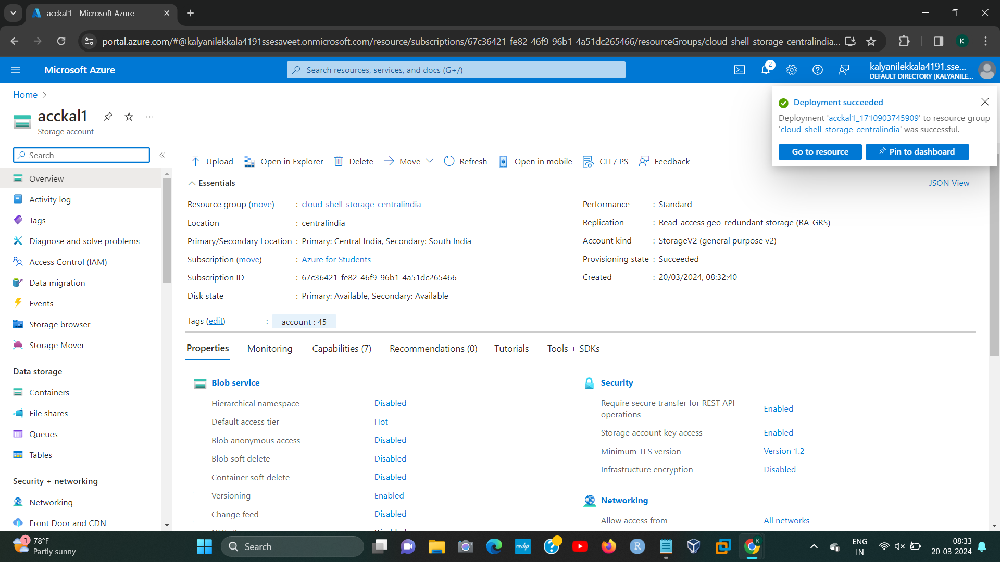 acckal1 - Microsoft Azure
portal.azure.com/#@kalyanilekkala4191ssesaveet.onmicrosoft.com/resource/subscriptions/67c36421-fe82-46f9-96b1-4a51dc265466/resourceGroups/cloud-shell-storage-centralindia...
K
Microsoft Azure
Search resources, services, and docs (G+/)
2
kalyanilekkala4191.sse...
DEFAULT DIRECTORY (KALYANILE...
Home
Deployment succeeded
Deployment 'acckal1_1710903745909' to resource group
'cloud-shell-storage-centralindia' was successful.
Go to resource
Pin to dashboard
acckal1
Storage account
Search
Upload
Open in Explorer
Delete
Move
Refresh
Open in mobile
CLI / PS
Feedback
Overview
Activity log
Tags
Diagnose and solve problems
Access Control (IAM)
Data migration
Events
Storage browser
Storage Mover
Data storage
Containers
File shares
Queues
Tables
Security + networking
Networking
Front Door and CDN
Essentials
JSON View
Resource group (move) : cloud-shell-storage-centralindia
Location : centralindia
Primary/Secondary Location : Primary: Central India, Secondary: South India
Subscription (move) : Azure for Students
Subscription ID : 67c36421-fe82-46f9-96b1-4a51dc265466
Disk state : Primary: Available, Secondary: Available
Performance : Standard
Replication : Read-access geo-redundant storage (RA-GRS)
Account kind : StorageV2 (general purpose v2)
Provisioning state : Succeeded
Created : 20/03/2024, 08:32:40
Tags (edit) : account : 45
Properties
Monitoring
Capabilities (7)
Recommendations (0)
Tutorials
Tools + SDKs
Blob service
Hierarchical namespace Disabled
Default access tier Hot
Blob anonymous access Disabled
Blob soft delete Disabled
Container soft delete Disabled
Versioning Enabled
Change feed Disabled
Security
Require secure transfer for REST API
operations Enabled
Storage account key access Enabled
Minimum TLS version Version 1.2
Infrastructure encryption Disabled
Networking
Allow access from All networks
1
78°F
Partly sunny
Search
myhp
R
K
ENG
IN
08:33
20-03-2024